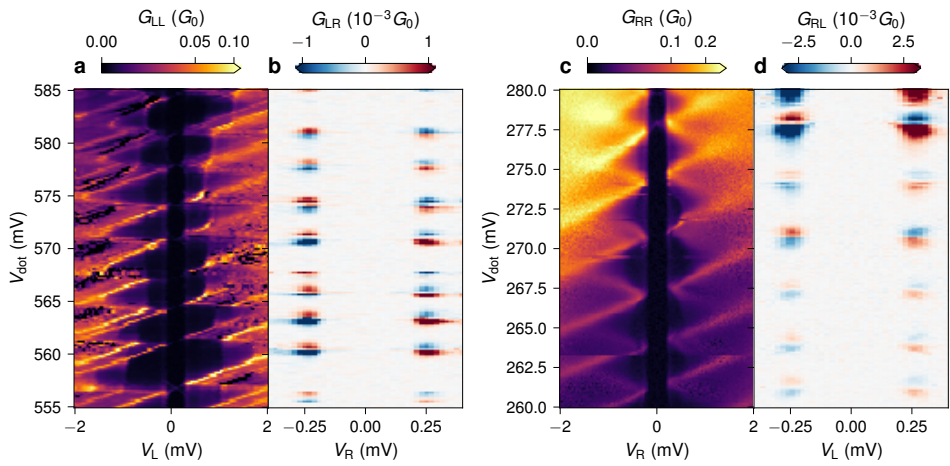 G_LL (G_0)
0.00 0.05 0.10
a
V_dot (mV)
585
580
575
570
565
560
555
−2 0 2
V_L (mV)
G_LR (10^−3 G_0)
−1 0 1
b
−0.25 0.00 0.25
V_R (mV)
G_RR (G_0)
0.0 0.1 0.2
c
V_dot (mV)
280.0
277.5
275.0
272.5
270.0
267.5
265.0
262.5
260.0
−2 0 2
V_R (mV)
G_RL (10^−3 G_0)
−2.5 0.0 2.5
d
−0.25 0.00 0.25
V_L (mV)